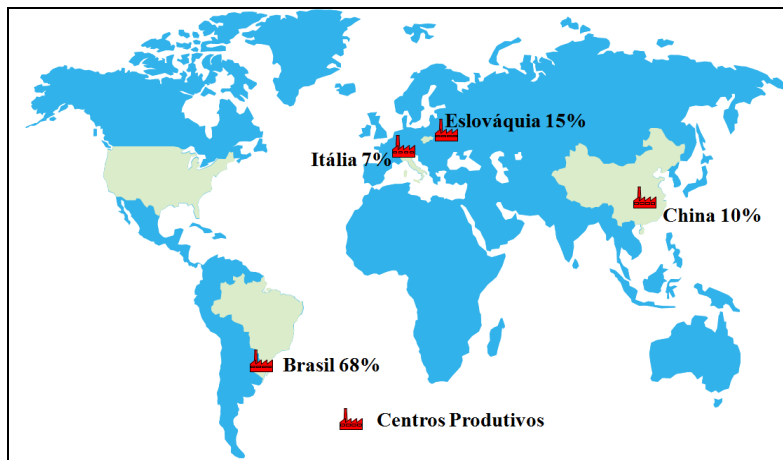 Eslováquia 15%
Itália 7%
China 10%
Brasil 68%
Centros Produtivos